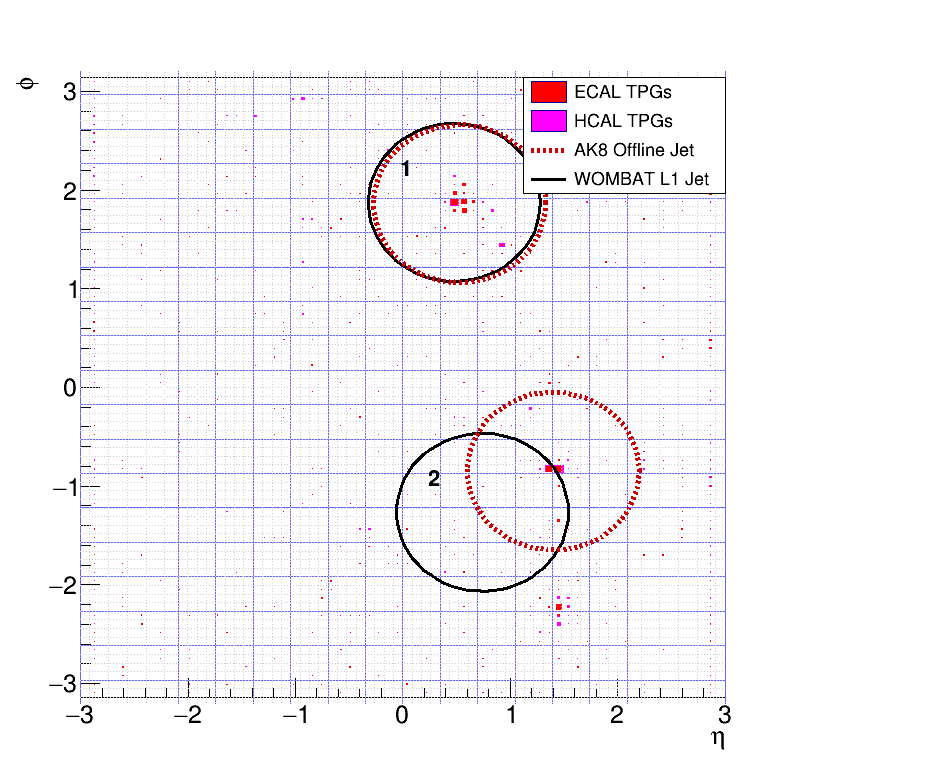 ϕ
3
2
1
0
−1
−2
−3
ECAL TPGs
HCAL TPGs
AK8 Offline Jet
WOMBAT L1 Jet
1
2
−3 −2 −1 0 1 2 3
η